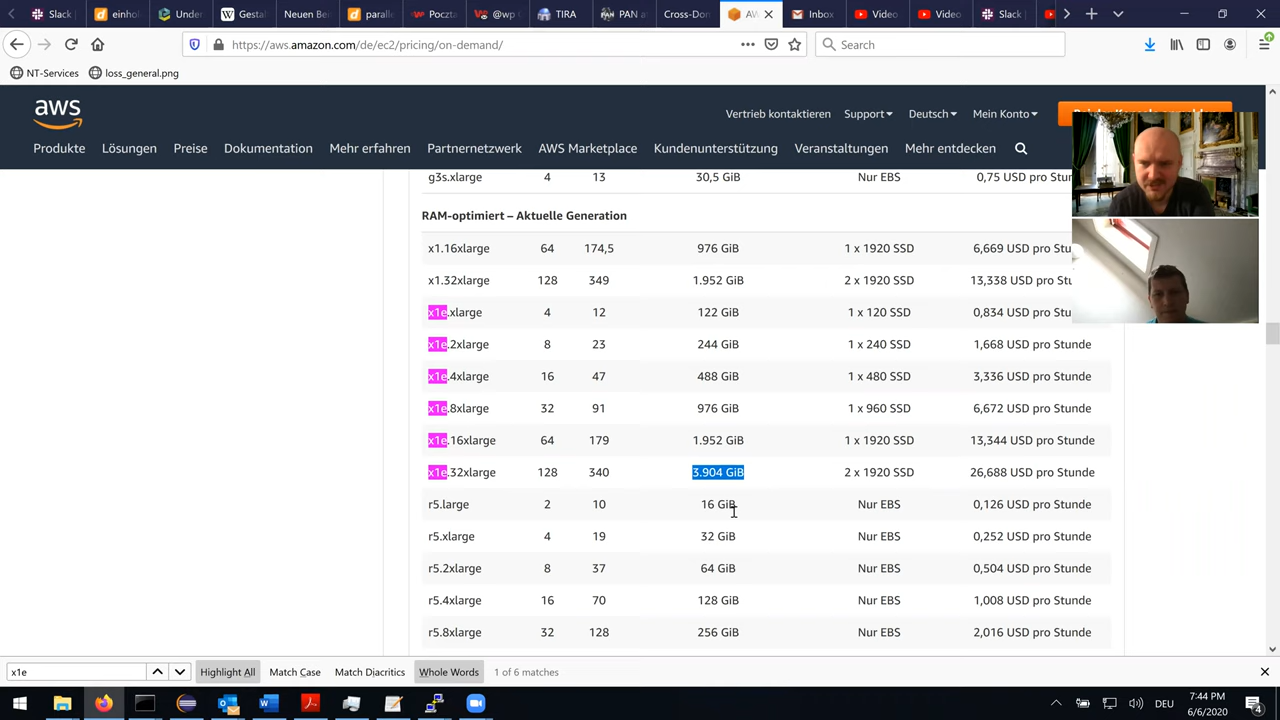 Slack
einhol
Under
Gestal
Neuen Bei
paralle
Poczta
@wp
TIRA
PAN at
Cross-Dom
AW
Inbox
Video
Video
Slack
https://aws.amazon.com/de/ec2/pricing/on-demand/
Search
NT-Services
loss_general.png
aws
Vertrieb kontaktieren
Support
Deutsch
Mein Konto
Produkte
Lösungen
Preise
Dokumentation
Mehr erfahren
Partnernetzwerk
AWS Marketplace
Kundenunterstützung
Veranstaltungen
Mehr entdecken
g3s.xlarge 4 13 30,5 GiB Nur EBS 0,75 USD pro Stun
RAM-optimiert – Aktuelle Generation
x1.16xlarge 64 174,5 976 GiB 1 x 1920 SSD 6,669 USD pro Stu
x1.32xlarge 128 349 1.952 GiB 2 x 1920 SSD 13,338 USD pro Stu
x1e.xlarge 4 12 122 GiB 1 x 120 SSD 0,834 USD pro Stu
x1e.2xlarge 8 23 244 GiB 1 x 240 SSD 1,668 USD pro Stunde
x1e.4xlarge 16 47 488 GiB 1 x 480 SSD 3,336 USD pro Stunde
x1e.8xlarge 32 91 976 GiB 1 x 960 SSD 6,672 USD pro Stunde
x1e.16xlarge 64 179 1.952 GiB 1 x 1920 SSD 13,344 USD pro Stunde
x1e.32xlarge 128 340 3.904 GiB 2 x 1920 SSD 26,688 USD pro Stunde
r5.large 2 10 16 GiB Nur EBS 0,126 USD pro Stunde
r5.xlarge 4 19 32 GiB Nur EBS 0,252 USD pro Stunde
r5.2xlarge 8 37 64 GiB Nur EBS 0,504 USD pro Stunde
r5.4xlarge 16 70 128 GiB Nur EBS 1,008 USD pro Stunde
r5.8xlarge 32 128 256 GiB Nur EBS 2,016 USD pro Stunde
x1e
Highlight All
Match Case
Match Diacritics
Whole Words
1 of 6 matches
DEU
7:44 PM
6/6/2020
4